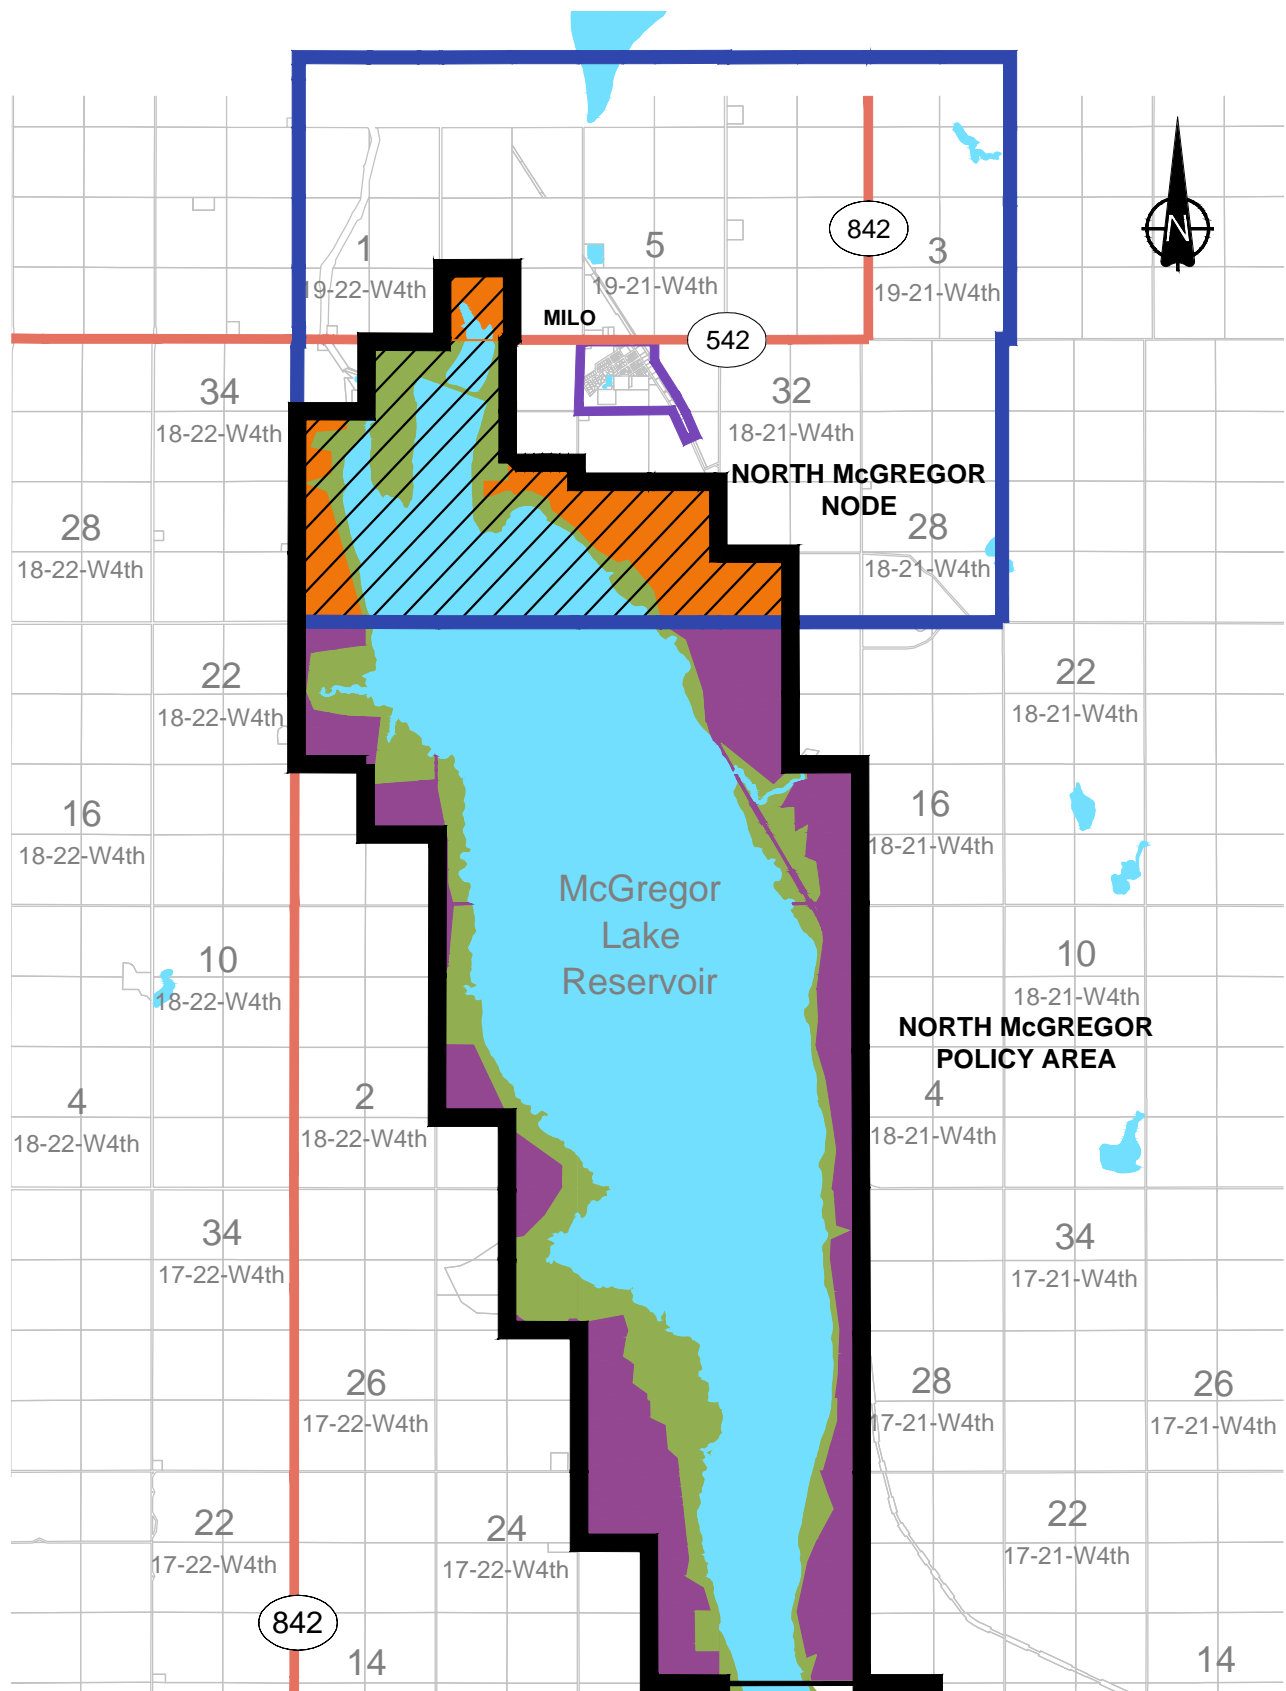 842
N
1
19-22-W4th
5
19-21-W4th
3
19-21-W4th
MILO
542
34
18-22-W4th
32
18-21-W4th
NORTH McGREGOR
NODE
28
18-22-W4th
28
18-21-W4th
22
18-22-W4th
22
18-21-W4th
16
18-22-W4th
16
18-21-W4th
McGregor
Lake
Reservoir
10
18-22-W4th
10
18-21-W4th
NORTH McGREGOR
POLICY AREA
4
18-22-W4th
2
18-22-W4th
4
18-21-W4th
34
17-22-W4th
34
17-21-W4th
26
17-22-W4th
28
17-21-W4th
26
17-21-W4th
22
17-22-W4th
24
17-22-W4th
22
17-21-W4th
842
14
14